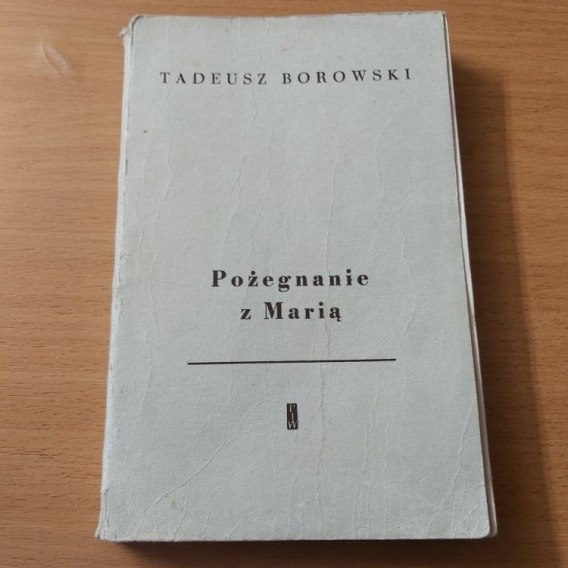 TADEUSZ BOROWSKI
Pożegnanie
z Marią
PIW